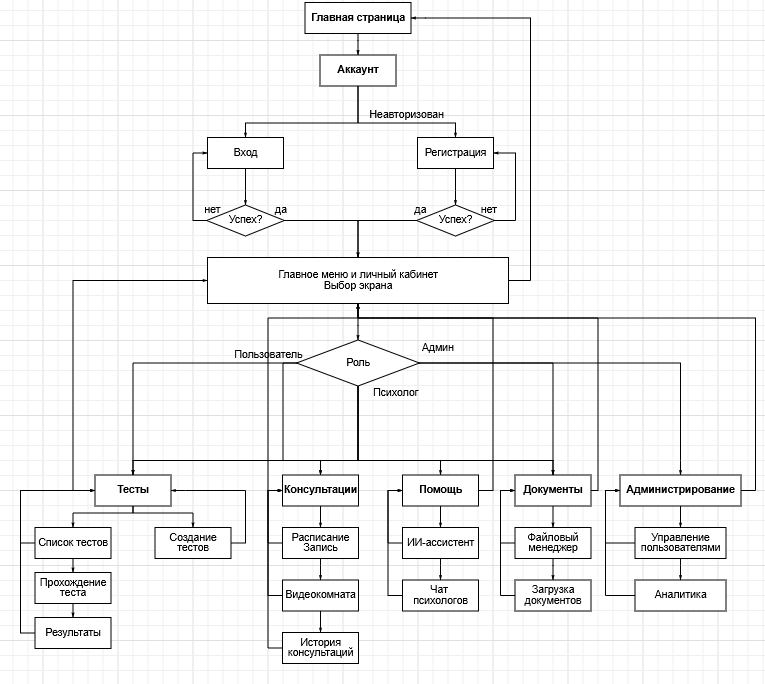 Главная страница
Аккаунт
Неавторизован
Вход
Регистрация
нет
Успех?
да
да
Успех?
нет
Главное меню и личный кабинет
Выбор экрана
Пользователь
Роль
Админ
Психолог
Тесты
Консультации
Помощь
Документы
Администрирование
Список тестов
Создание
тестов
Расписание
Запись
ИИ-ассистент
Файловый
менеджер
Управление
пользователями
Прохождение
теста
Видеокомната
Чат
психологов
Загрузка
документов
Аналитика
Результаты
История
консультаций